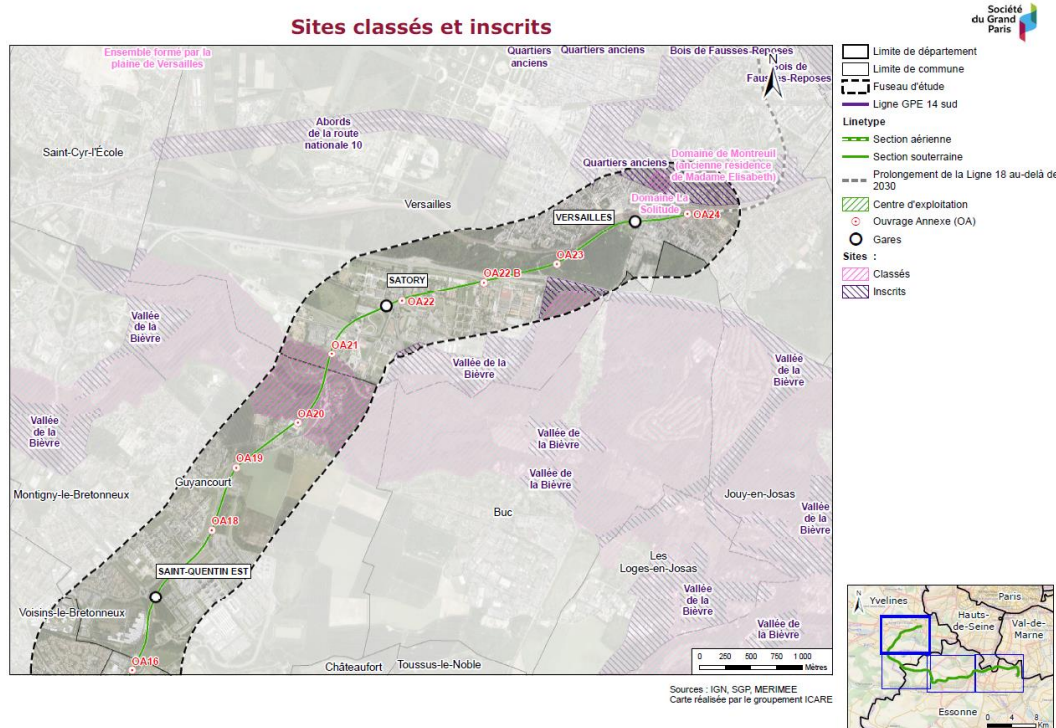 Sites classés et inscrits
Société
du Grand
Paris
Ensemble formé par la
plaine de Versailles
Quartiers
anciens
Quartiers anciens
Bois de Fausses-Reposes
N
Bois de
Fausses-Reposes
Abords
de la route
nationale 10
Saint-Cyr-l'École
Quartiers anciens
Domaine de Montreuil
(ancienne résidence
de Madame Elisabeth)
Domaine La
Solitude
Versailles
VERSAILLES
OA24
OA23
OA22 B
SATORY
OA22
Vallée
de la
Bièvre
OA21
Vallée de la
Bièvre
Vallée
de la
Bièvre
OA20
Vallée
de la
Bièvre
Vallée de
la Bièvre
OA19
Guyancourt
Vallée de
la Bièvre
Montigny-le-Bretonneux
Jouy-en-Josas
Buc
Vallée
de la
Bièvre
OA18
Les
Loges-en-Josas
SAINT-QUENTIN EST
Vallée
de la
Bièvre
Voisins-le-Bretonneux
Vallée de
la Bièvre
OA16
Châteaufort
Toussus-le-Noble
0 250 500 750 1 000
Mètres
Sources : IGN, SGP, MERIMEE
Carte réalisée par le groupement ICARE
Limite de département
Limite de commune
Fuseau d'étude
Ligne GPE 14 sud
Linetype
Section aérienne
Section souterraine
Prolongement de la Ligne 18 au-delà de
2030
Centre d'exploitation
Ouvrage Annexe (OA)
Gares
Sites :
Classés
Inscrits
N
Yvelines
Paris
Hauts-
de-Seine
Val-de-
Marne
Essonne
0 4 8
Km